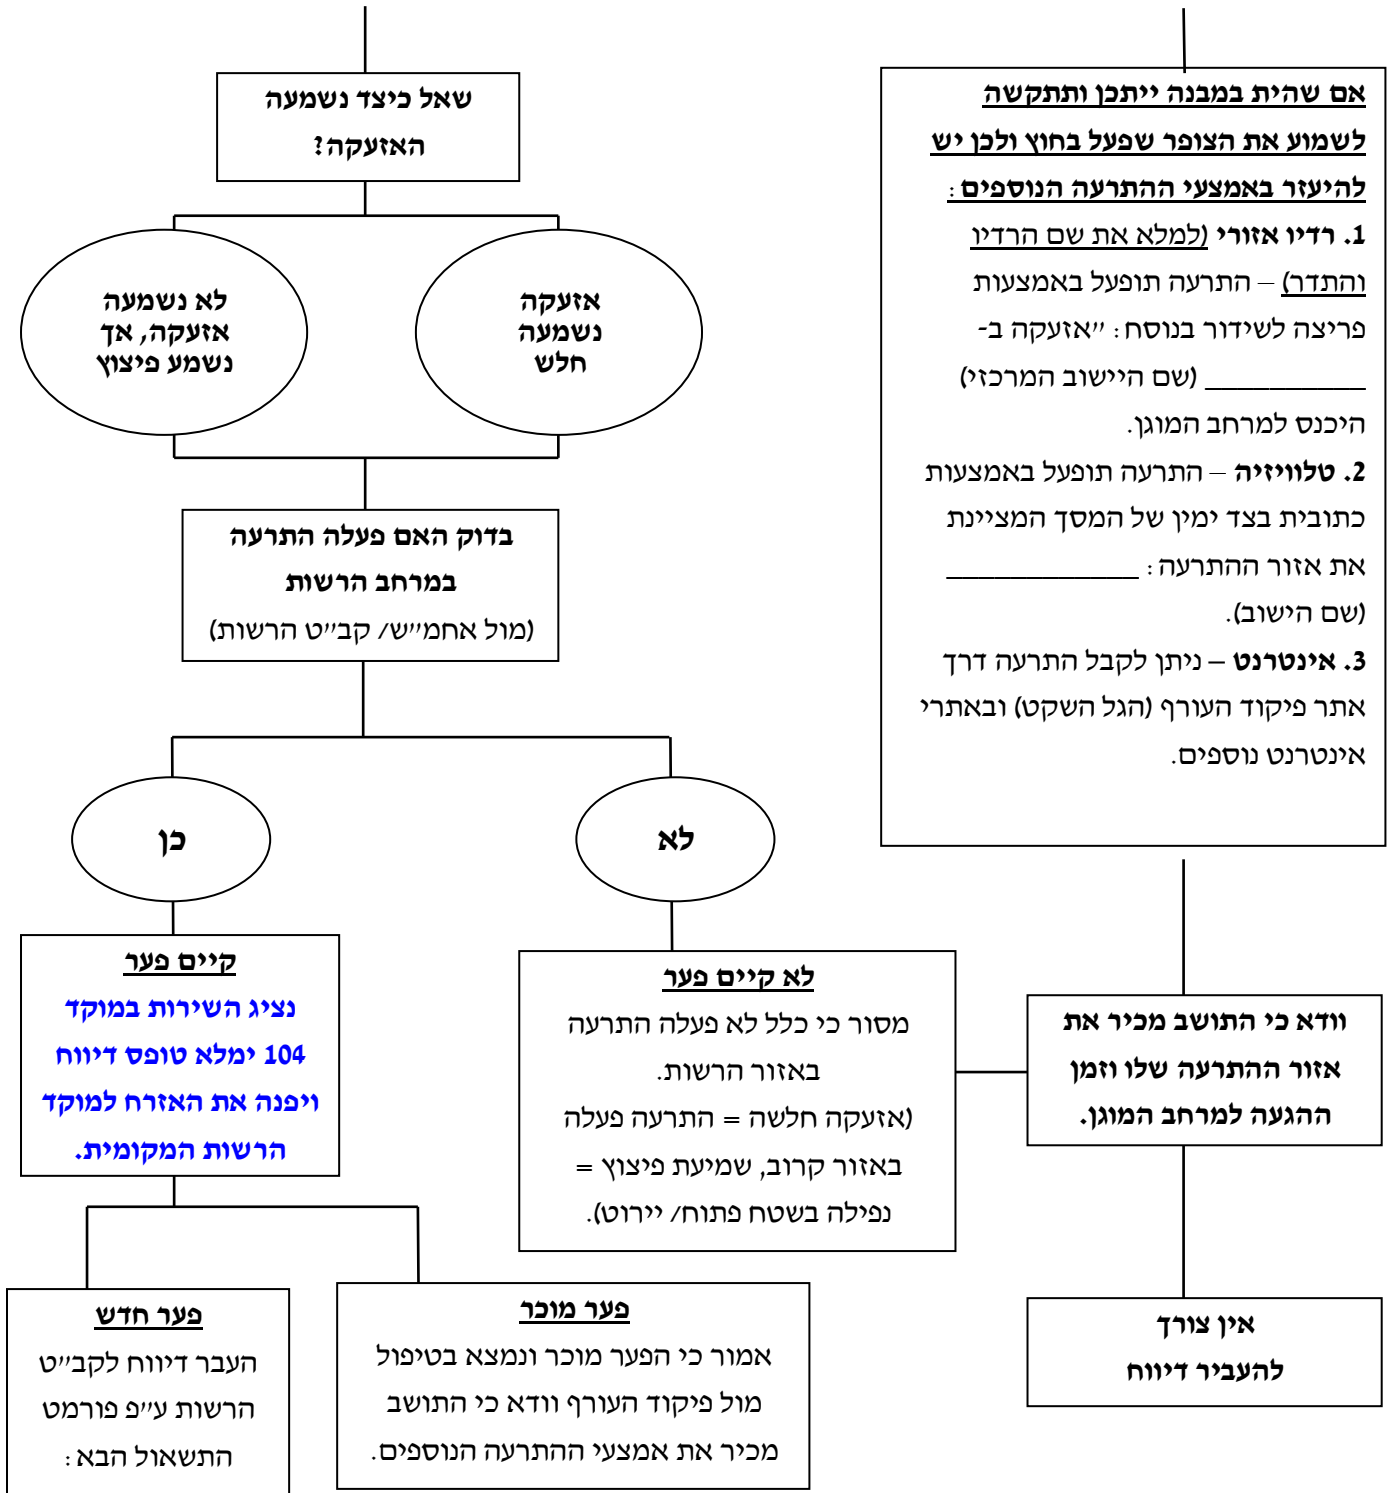 אם שהית במבנה ייתכן ותתקשה
לשמוע את הצופר שפעל בחוץ ולכן יש
להיעזר באמצעי ההתרעה הנוספים:
1. רדיו אזורי (למלא את שם הרדיו
והתדר) – התרעה תופעל באמצעות
פריצה לשידור בנוסח: "אזעקה ב-
__________ (שם היישוב המרכזי)
היכנס למרחב המוגן.
2. טלוויזיה – התרעה תופעל באמצעות
כתובית בצד ימין של המסך המציינת
את אזור ההתרעה: ____________
(שם הישוב).
3. אינטרנט – ניתן לקבל התרעה דרך
אתר פיקוד העורף (הגל השקט) ובאתרי
אינטרנט נוספים.
שאל כיצד נשמעה
האזעקה?
אזעקה
נשמעה
חלש
לא נשמעה
אזעקה, אך
נשמע פיצוץ
בדוק האם פעלה התרעה
במרחב הרשות
(מול אחמ"ש/ קב"ט הרשות)
לא
כן
וודא כי התושב מכיר את
אזור ההתרעה שלו וזמן
ההגעה למרחב המוגן.
לא קיים פער
מסור כי כלל לא פעלה התרעה
באזור הרשות.
(אזעקה חלשה = התרעה פעלה
באזור קרוב, שמיעת פיצוץ =
נפילה בשטח פתוח/ יירוט).
קיים פער
נציג השירות במוקד
104 ימלא טופס דיווח
ויפנה את האזרח למוקד
הרשות המקומית.
אין צורך
להעביר דיווח
פער מוכר
אמור כי הפער מוכר ונמצא בטיפול
מול פיקוד העורף וודא כי התושב
מכיר את אמצעי ההתרעה הנוספים.
פער חדש
העבר דיווח לקב"ט
הרשות ע"פ פורמט
התשאול הבא: